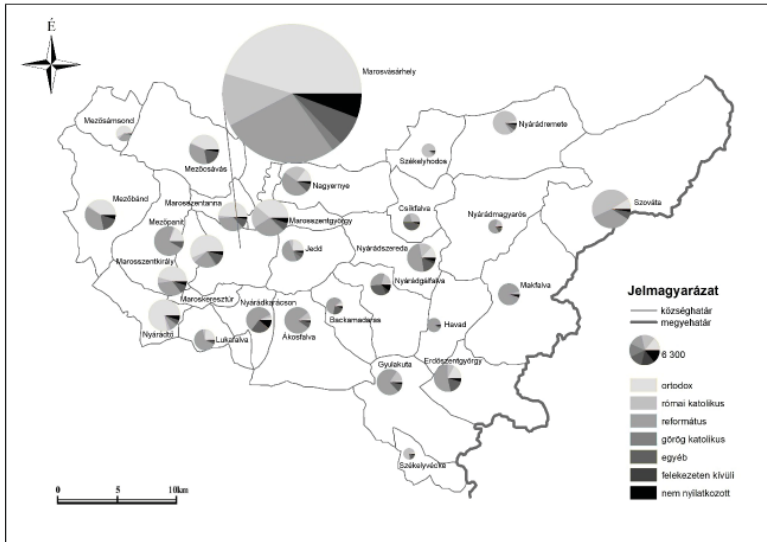 É
Marosvásárhely
Mezősámsond
Nyárádremete
Székelyhodos
Mezőcsávás
Nagyernye
Mezőbánd
Marosszentanna
Csíkfalva
Szováta
Marosszentgyörgy
Nyárádmagyarós
Mezőpanit
Jedd
Nyárádszereda
Marosszentkirály
Nyárádgálfalva
Makfalva
Maroskeresztúr
Nyárádkarácson
Nyárádtő
Backamadaras
Havad
Lukafalva
Ákosfalva
Gyulakuta
Erdőszentgyörgy
Székelyvécke
Jelmagyarázat
községhatár
megyehatár
6 300
ortodox
római katolikus
református
görög katolikus
egyéb
felekezeten kívüli
nem nyilatkozott
0 5 10km